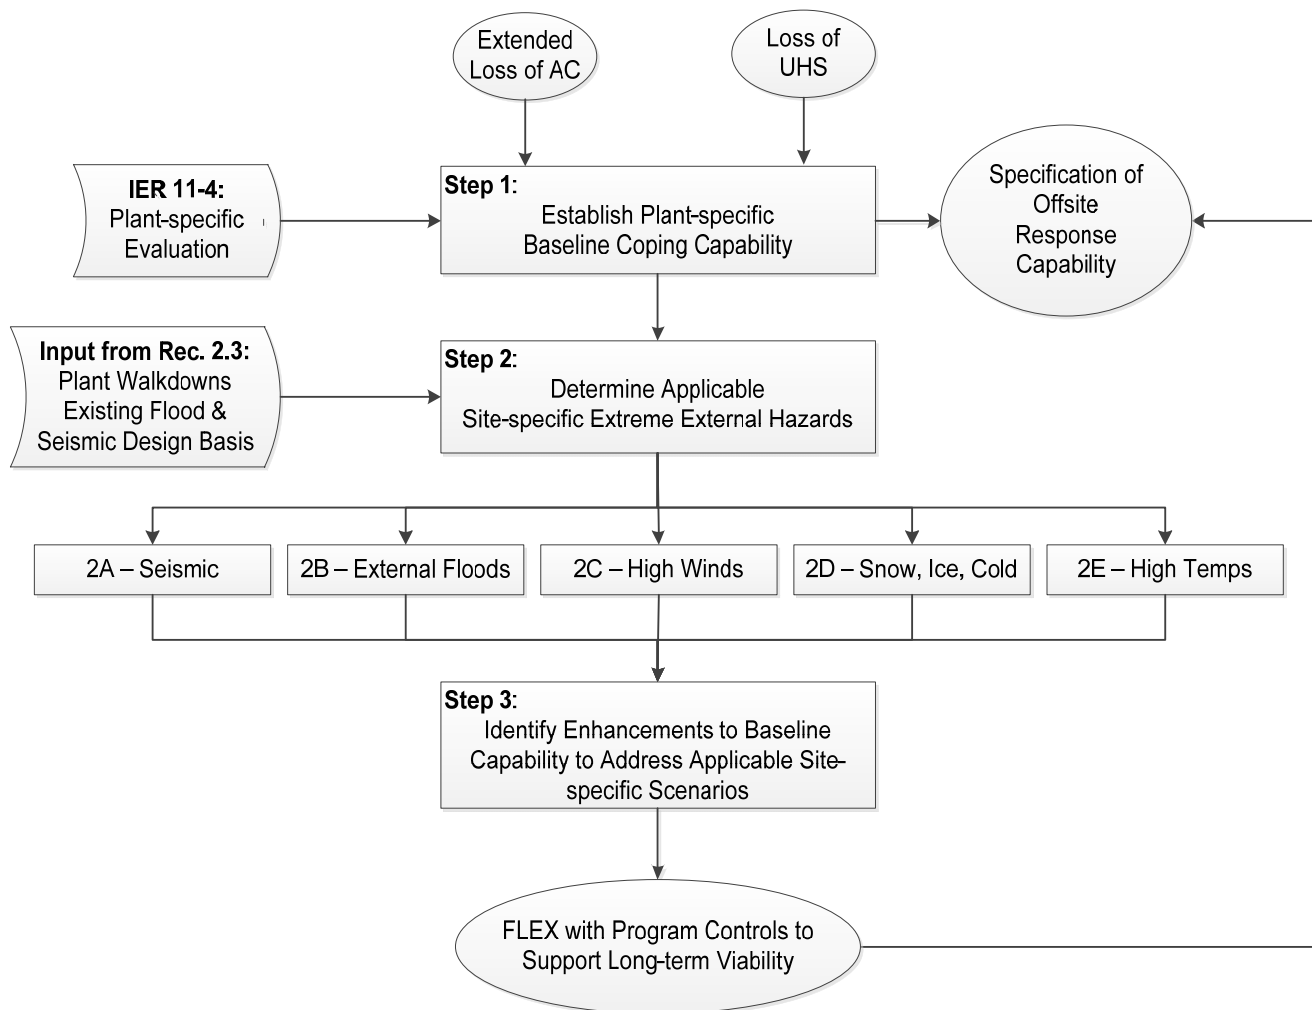 Extended
Loss of AC
Loss of
UHS
IER 11-4:
Plant-specific
Evaluation
Step 1:
Establish Plant-specific
Baseline Coping Capability
Specification of
Offsite
Response
Capability
Input from Rec. 2.3:
Plant Walkdowns
Existing Flood &
Seismic Design Basis
Step 2:
Determine Applicable
Site-specific Extreme External Hazards
2A – Seismic
2B – External Floods
2C – High Winds
2D – Snow, Ice, Cold
2E – High Temps
Step 3:
Identify Enhancements to Baseline
Capability to Address Applicable Site-
specific Scenarios
FLEX with Program Controls to
Support Long-term Viability